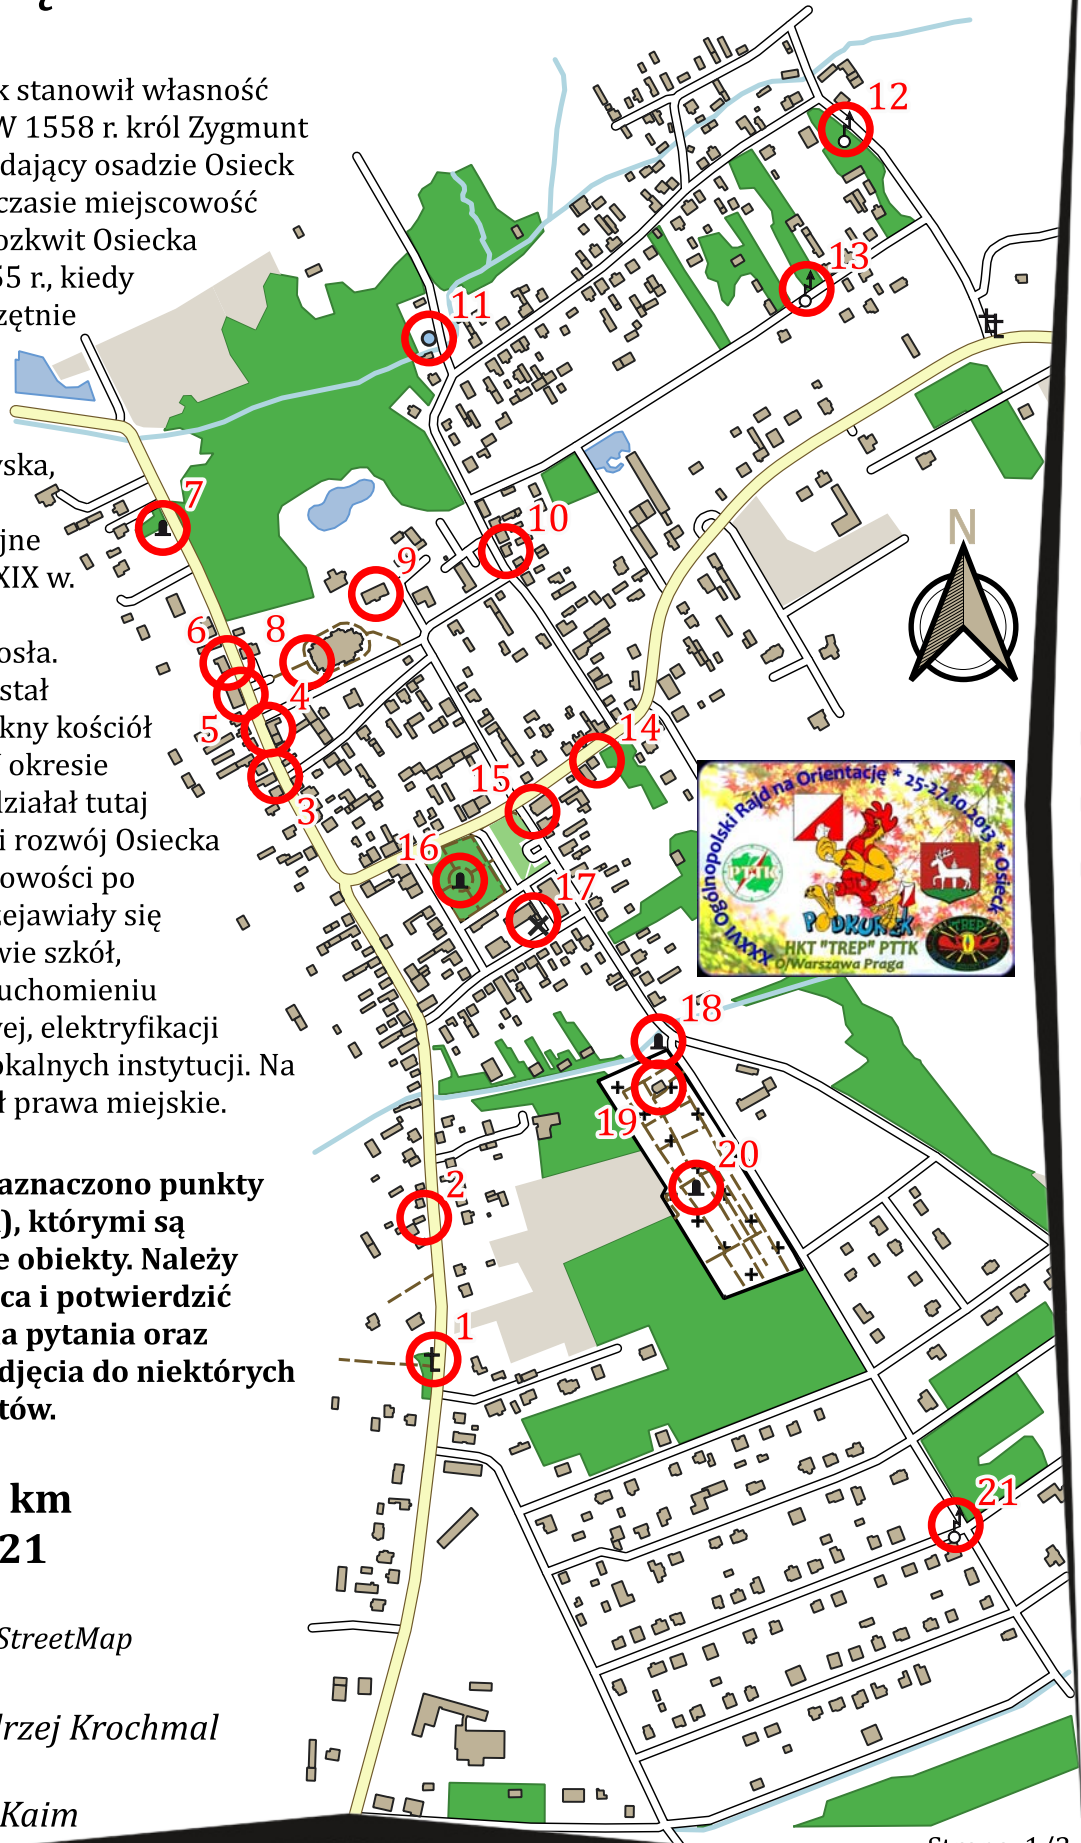 k stanowił własność
W 1558 r. król Zygmunt
dający osadzie Osieck
czasie miejscowość
ozkwit Osiecka
55 r., kiedy
zętnie
yska,
jne
XIX w.
osła.
stał
kny kościół
okresie
działał tutaj
i rozwój Osiecka
owości po
zejawiały się
wie szkół,
uchomieniu
ej, elektryfikacji
okalnych instytucji. Na
ł prawa miejskie.
aznaczono punkty
), którymi są
e obiekty. Należy
ca i potwierdzić
a pytania oraz
djęcia do niektórych
tów.
km
21
StreetMap
rzej Krochmal
Kaim
12
13
11
7
10
9
N
6
8
4
5
14
3
15
16
17
XXXVI Ogólnopolski Rajd na Orientację * 25-27.10.2013 * Osieck
PTTK
PODKUREK
TREP
HKT "TREP" PTTK
O/Warszawa Praga
18
19
20
2
1
21